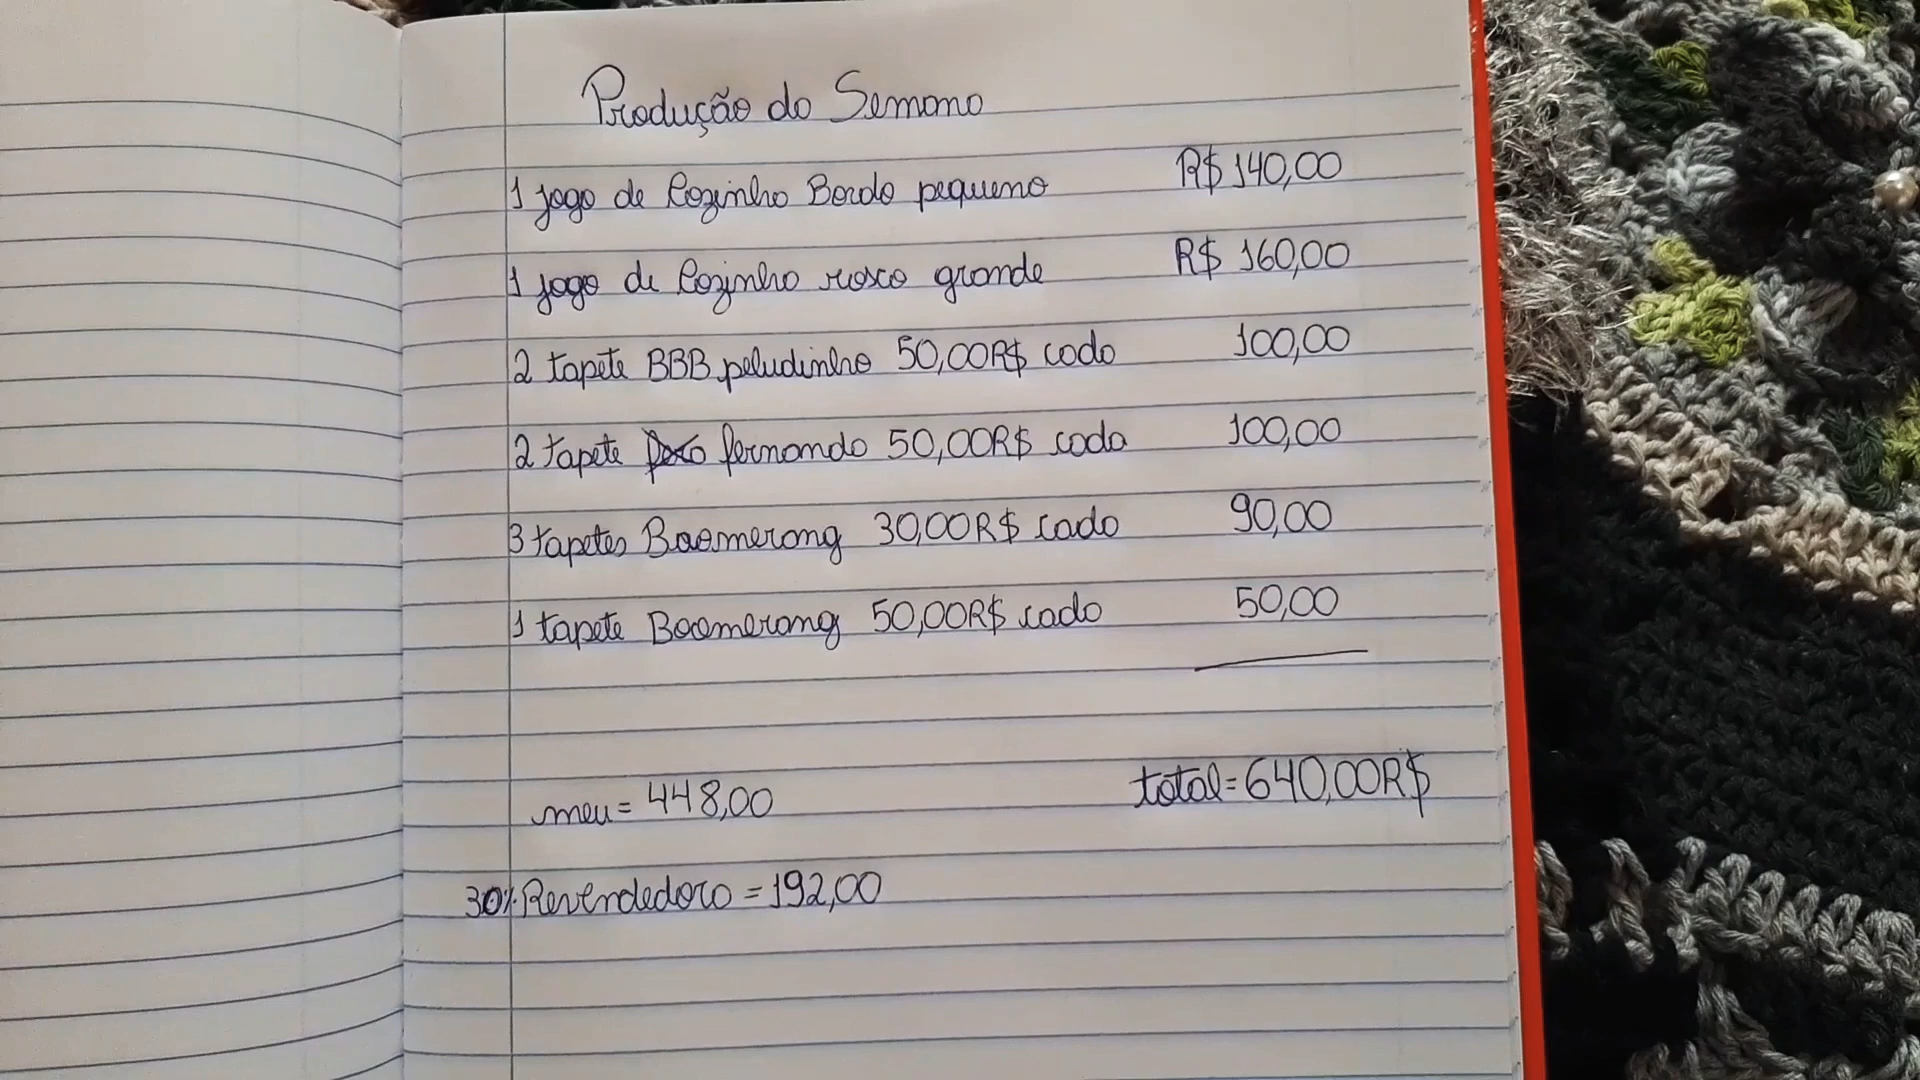 Produção da Semana
1 jogo de Cozinha Bordo pequeno R$ 140,00
1 jogo de Cozinha roxo grande R$ 160,00
2 tapete BBB peludinho 50,00R$ cada 100,00
2 tapete fernanda 50,00R$ cada 100,00
3 tapetes Boomerang 30,00R$ cada 90,00
1 tapete Boomerang 50,00R$ cada 50,00
meu = 448,00 total = 640,00R$
30% Revendedora = 192,00